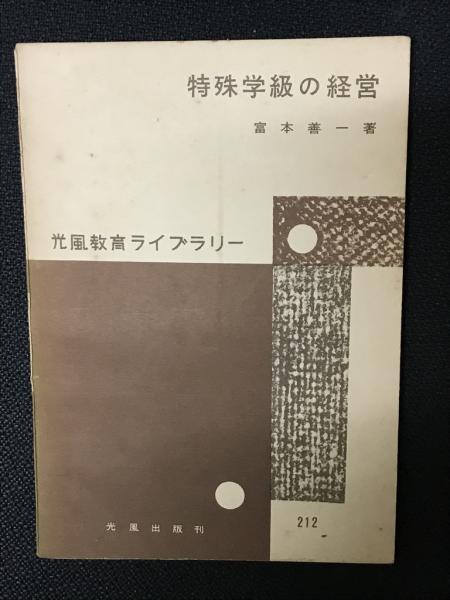 特殊学級の経営
富本善一著
光風教育ライブラリー
光風出版刊
212